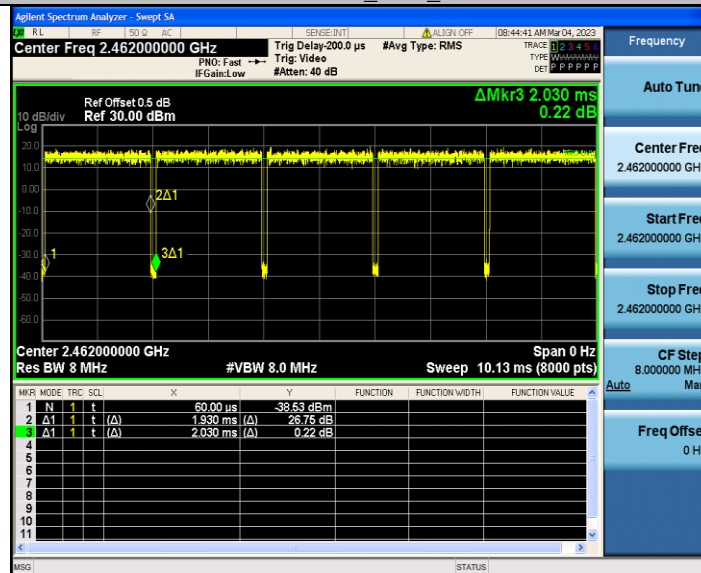 Agilent Spectrum Analyzer - Swept SA
RL RF 50 Ω AC SENSE:INT ALIGN OFF 08:44:41 AM Mar 04, 2023
Center Freq 2.462000000 GHz
PNO: Fast
IFGain:Low
Trig Delay-200.0 µs
Trig: Video
#Atten: 40 dB
#Avg Type: RMS
TRACE 1 2 3 4 5 6
TYPE
DET P P P P P P
ΔMkr3 2.030 ms
0.22 dB
Ref Offset 0.5 dB
10 dB/div Ref 30.00 dBm
Log
20.0
10.0
0.00
-10.0
-20.0
-30.0
-40.0
-50.0
-60.0
2Δ1
1
3Δ1
Center 2.462000000 GHz Span 0 Hz
Res BW 8 MHz #VBW 8.0 MHz Sweep 10.13 ms (8000 pts)
MKR MODE TRC SCL X Y FUNCTION FUNCTION WIDTH FUNCTION VALUE
1 N 1 t 60.00 µs -38.53 dBm
2 Δ1 1 t (Δ) 1.930 ms (Δ) 26.75 dB
3 Δ1 1 t (Δ) 2.030 ms (Δ) 0.22 dB
4
5
6
7
8
9
10
11
MSG STATUS
Frequency
Auto Tun
Center Fre
2.462000000 GH
Start Fre
2.462000000 GH
Stop Fre
2.462000000 GH
CF Ste
8.000000 MH
Auto Ma
Freq Offse
0 H